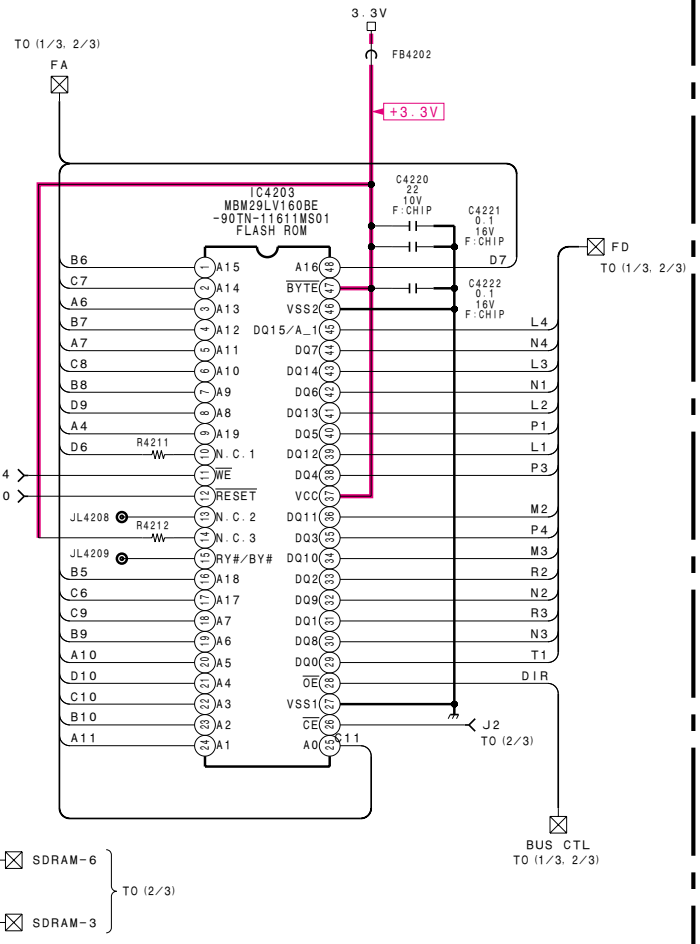 3.3V
TO (1/3, 2/3)
FA
FB4202
+3.3V
C4220
22
10V
F:CHIP
C4221
0.1
16V
F:CHIP
C4222
0.1
16V
F:CHIP
IC4203
MBM29LV160BE
-90TN-11611MS01
FLASH ROM
FD
TO (1/3, 2/3)
B6 1 A15 A16 48 D7
C7 2 A14 BYTE 47
A6 3 A13 VSS2 46
B7 4 A12 DQ15/A_1 45 L4
A7 5 A11 DQ7 44 N4
C8 6 A10 DQ14 43 L3
B8 7 A9 DQ6 42 N1
D9 8 A8 DQ13 41 L2
A4 9 A19 DQ5 40 P1
D6 R4211 10 N.C.1 DQ12 39 L1
4 11 WE DQ4 38 P3
0 12 RESET VCC 37
JL4208 13 N.C.2 DQ11 36 M2
R4212 14 N.C.3 DQ3 35 P4
JL4209 15 RY#/BY# DQ10 34 M3
B5 16 A18 DQ2 33 R2
C6 17 A17 DQ9 32 N2
C9 18 A7 DQ1 31 R3
B9 19 A6 DQ8 30 N3
A10 20 A5 DQ0 29 T1
D10 21 A4 OE 28 DIR
C10 22 A3 VSS1 27
B10 23 A2 CE 26 J2
TO (2/3)
A11 24 A1 A0 25 C11
BUS CTL
TO (1/3, 2/3)
SDRAM-6
TO (2/3)
SDRAM-3